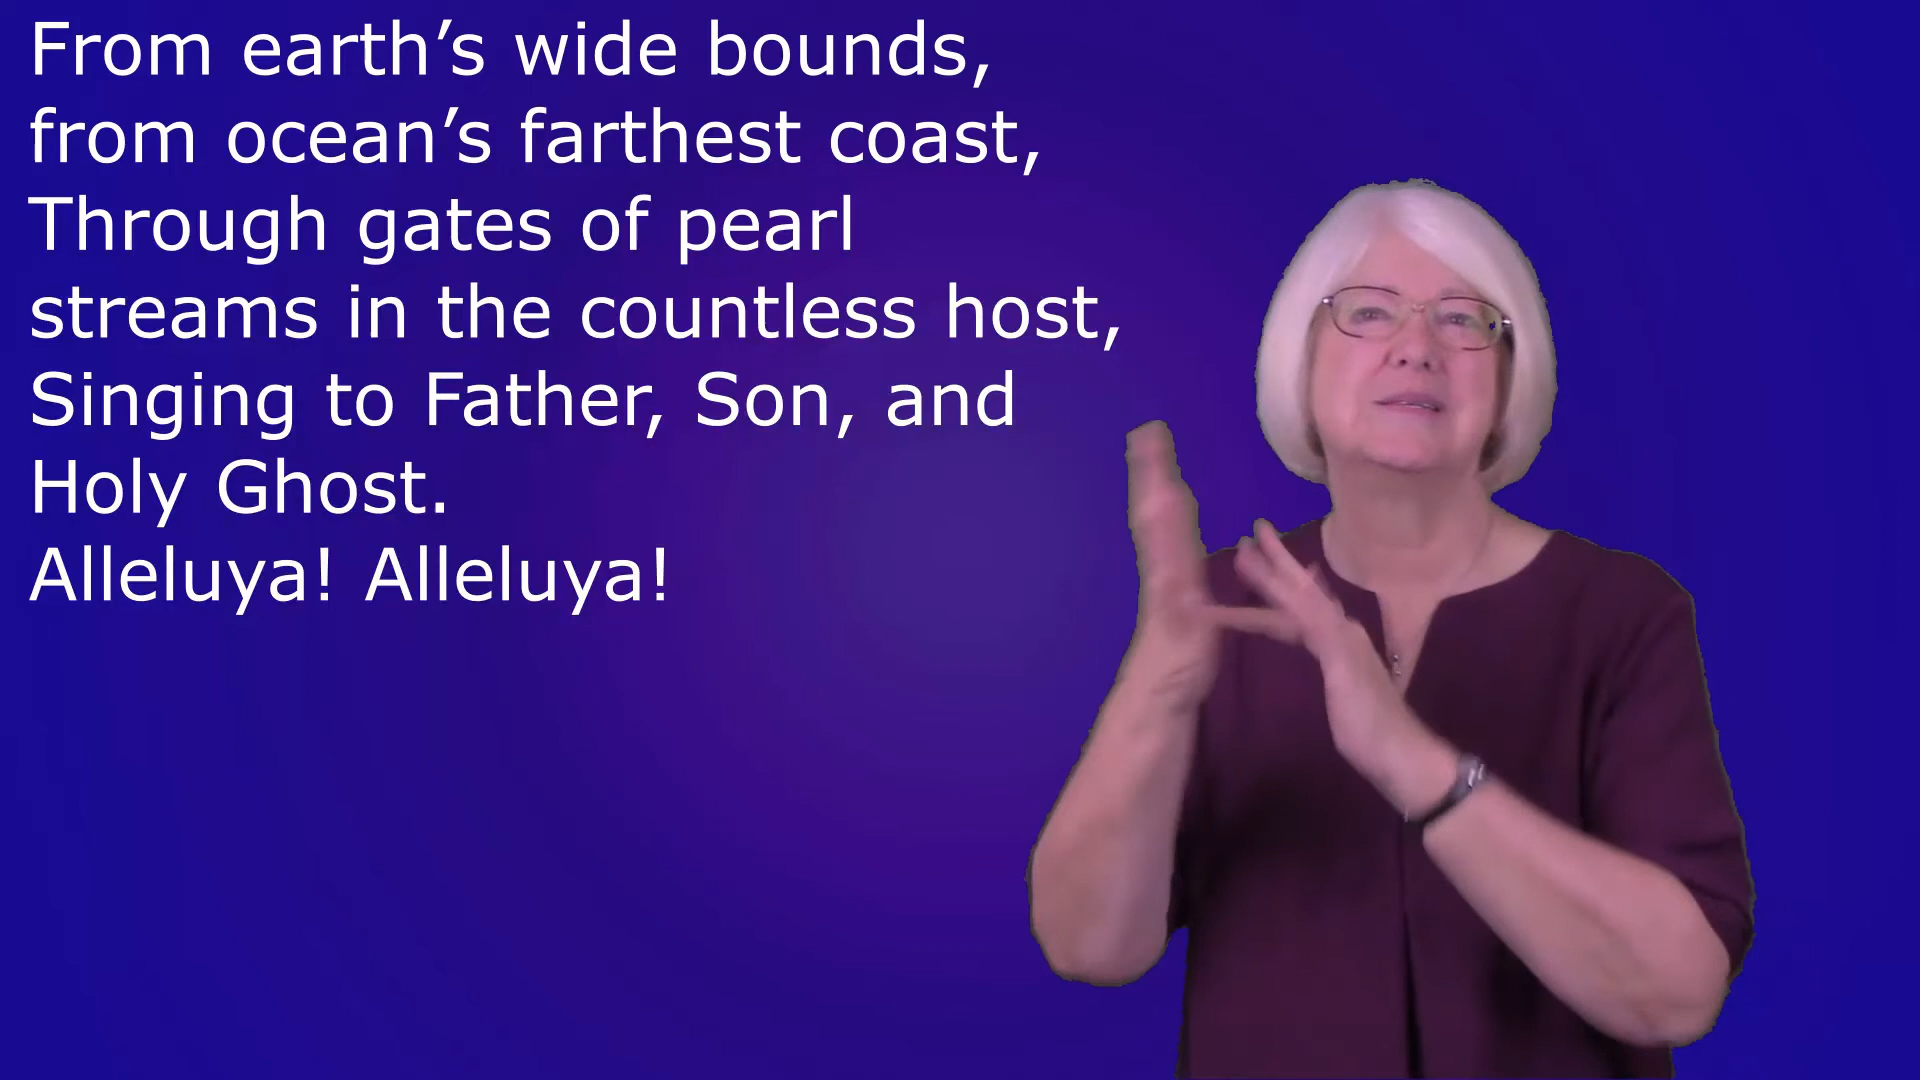 From earth’s wide bounds,
from ocean’s farthest coast,
Through gates of pearl
streams in the countless host,
Singing to Father, Son, and
Holy Ghost.
Alleluya! Alleluya!